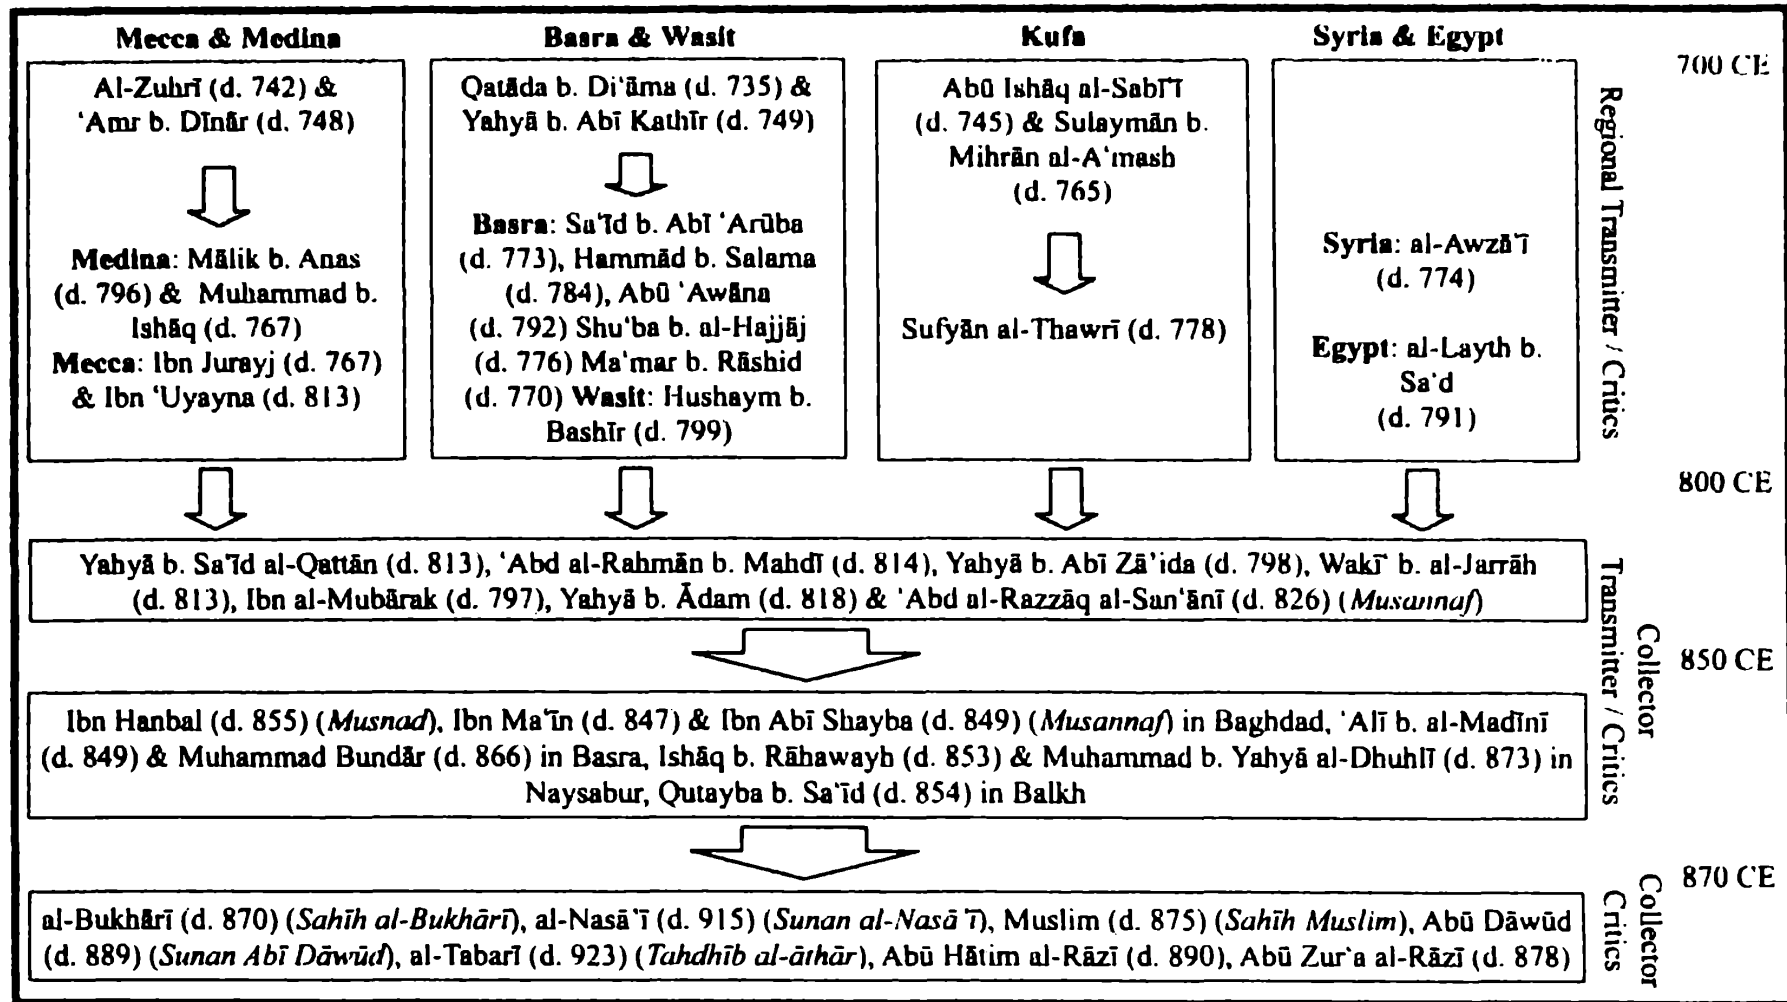 Mecca & Medina
Al-Zuhrī (d. 742) &
'Amr b. Dīnār (d. 748)
Medina: Mālik b. Anas
(d. 796) & Muhammad b.
Ishāq (d. 767)
Mecca: Ibn Jurayj (d. 767)
& Ibn 'Uyayna (d. 813)
Basra & Wasit
Qatāda b. Di'āma (d. 735) &
Yahyā b. Abī Kathīr (d. 749)
Basra: Sa'īd b. Abī 'Arūba
(d. 773), Hammād b. Salama
(d. 784), Abū 'Awāna
(d. 792) Shu'ba b. al-Hajjāj
(d. 776) Ma'mar b. Rāshid
(d. 770) Wasit: Hushaym b.
Bashīr (d. 799)
Kufa
Abū Ishāq al-Sabī'ī
(d. 745) & Sulaymān b.
Mihrān al-A'mash
(d. 765)
Sufyān al-Thawrī (d. 778)
Syria & Egypt
Syria: al-Awzā'ī
(d. 774)
Egypt: al-Layth b.
Sa'd
(d. 791)
Regional Transmitter / Critics
700 CE
800 CE
Yahyā b. Sa'īd al-Qattān (d. 813), 'Abd al-Rahmān b. Mahdī (d. 814), Yahyā b. Abī Zā'ida (d. 798), Wakī' b. al-Jarrāh
(d. 813), Ibn al-Mubārak (d. 797), Yahyā b. Ādam (d. 818) & 'Abd al-Razzāq al-San'ānī (d. 826) (Musannaf)
Ibn Hanbal (d. 855) (Musnad), Ibn Ma'īn (d. 847) & Ibn Abī Shayba (d. 849) (Musannaf) in Baghdad, 'Alī b. al-Madīnī
(d. 849) & Muhammad Bundār (d. 866) in Basra, Ishāq b. Rāhawayh (d. 853) & Muhammad b. Yahyā al-Dhuhlī (d. 873) in
Naysabur, Qutayba b. Sa'īd (d. 854) in Balkh
Collector
Transmitter / Critics
850 CE
al-Bukhārī (d. 870) (Sahīh al-Bukhārī), al-Nasā'ī (d. 915) (Sunan al-Nasā'ī), Muslim (d. 875) (Sahīh Muslim), Abū Dāwūd
(d. 889) (Sunan Abī Dāwūd), al-Tabarī (d. 923) (Tahdhīb al-āthār), Abū Hātim al-Rāzī (d. 890), Abū Zur'a al-Rāzī (d. 878)
Collector
Critics
870 CE